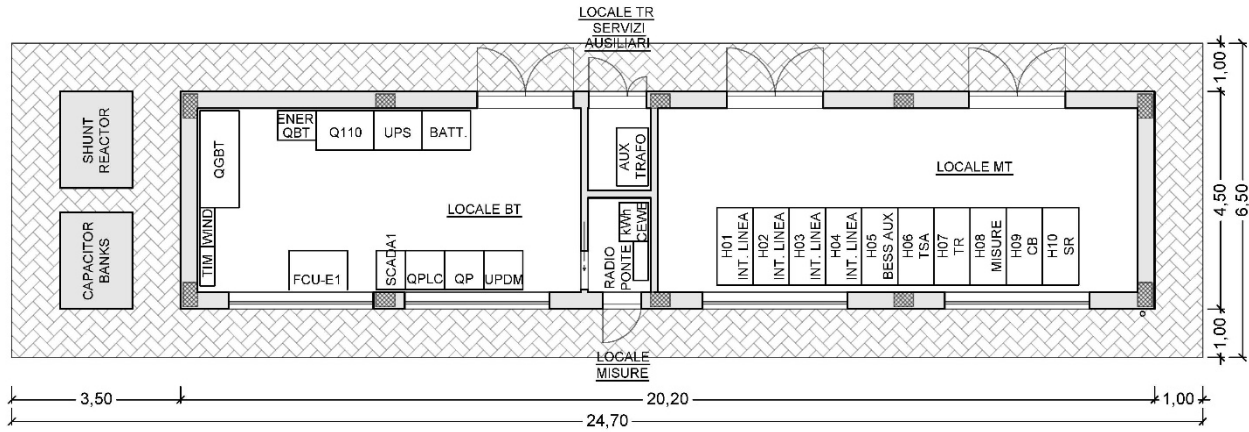 LOCALE TR
SERVIZI
AUSILIARI
SHUNT
REACTOR
CAPACITOR
BANKS
QGBT
WIND
TIM
ENER
QBT
Q110
UPS
BATT.
LOCALE BT
FCU-E1
SCADA1
QPLC
QP
UPDM
AUX
TRAFO
kWh
CEWE
RADIO
PONTE
LOCALE
MISURE
LOCALE MT
H01
INT. LINEA
H02
INT. LINEA
H03
INT. LINEA
H04
INT. LINEA
H05
BESS AUX
H06
TSA
H07
TR
H08
MISURE
H09
CB
H10
SR
1,00
4,50
1,00
6,50
3,50
20,20
1,00
24,70